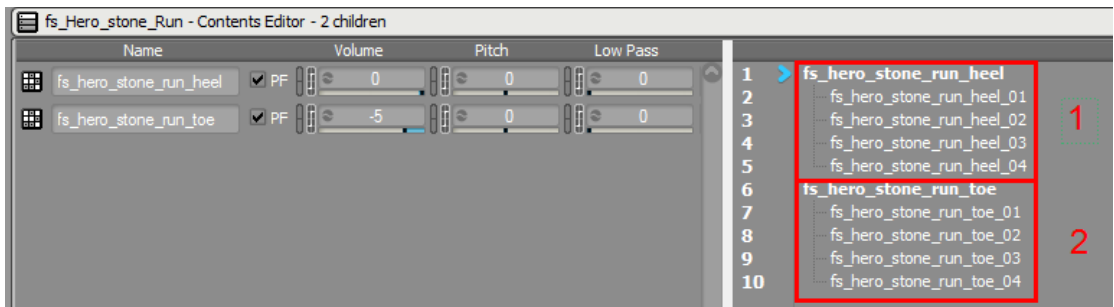 fs_Hero_stone_Run - Contents Editor - 2 children
Name Volume Pitch Low Pass
fs_hero_stone_run_heel PF 0 0 0
fs_hero_stone_run_toe PF -5 0 0
1 fs_hero_stone_run_heel
2 fs_hero_stone_run_heel_01
3 fs_hero_stone_run_heel_02
4 fs_hero_stone_run_heel_03
5 fs_hero_stone_run_heel_04
1
6 fs_hero_stone_run_toe
7 fs_hero_stone_run_toe_01
8 fs_hero_stone_run_toe_02
9 fs_hero_stone_run_toe_03
10 fs_hero_stone_run_toe_04
2